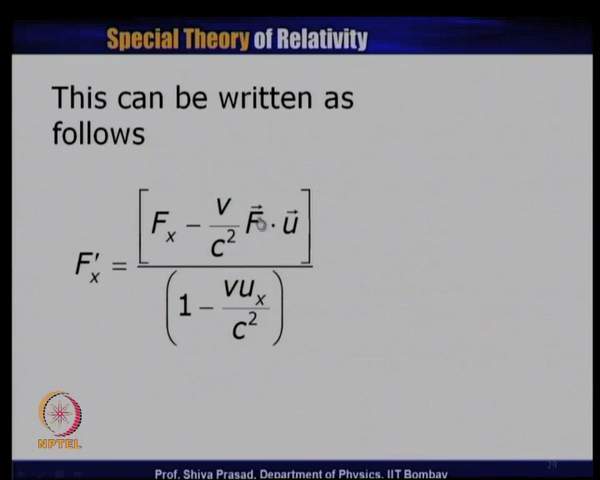 Special Theory of Relativity
This can be written as
follows
F′ₓ = [Fₓ − v/c² F⃗ · u⃗] / (1 − vuₓ/c²)
NPTEL
Prof. Shiva Prasad, Department of Physics, IIT Bombay